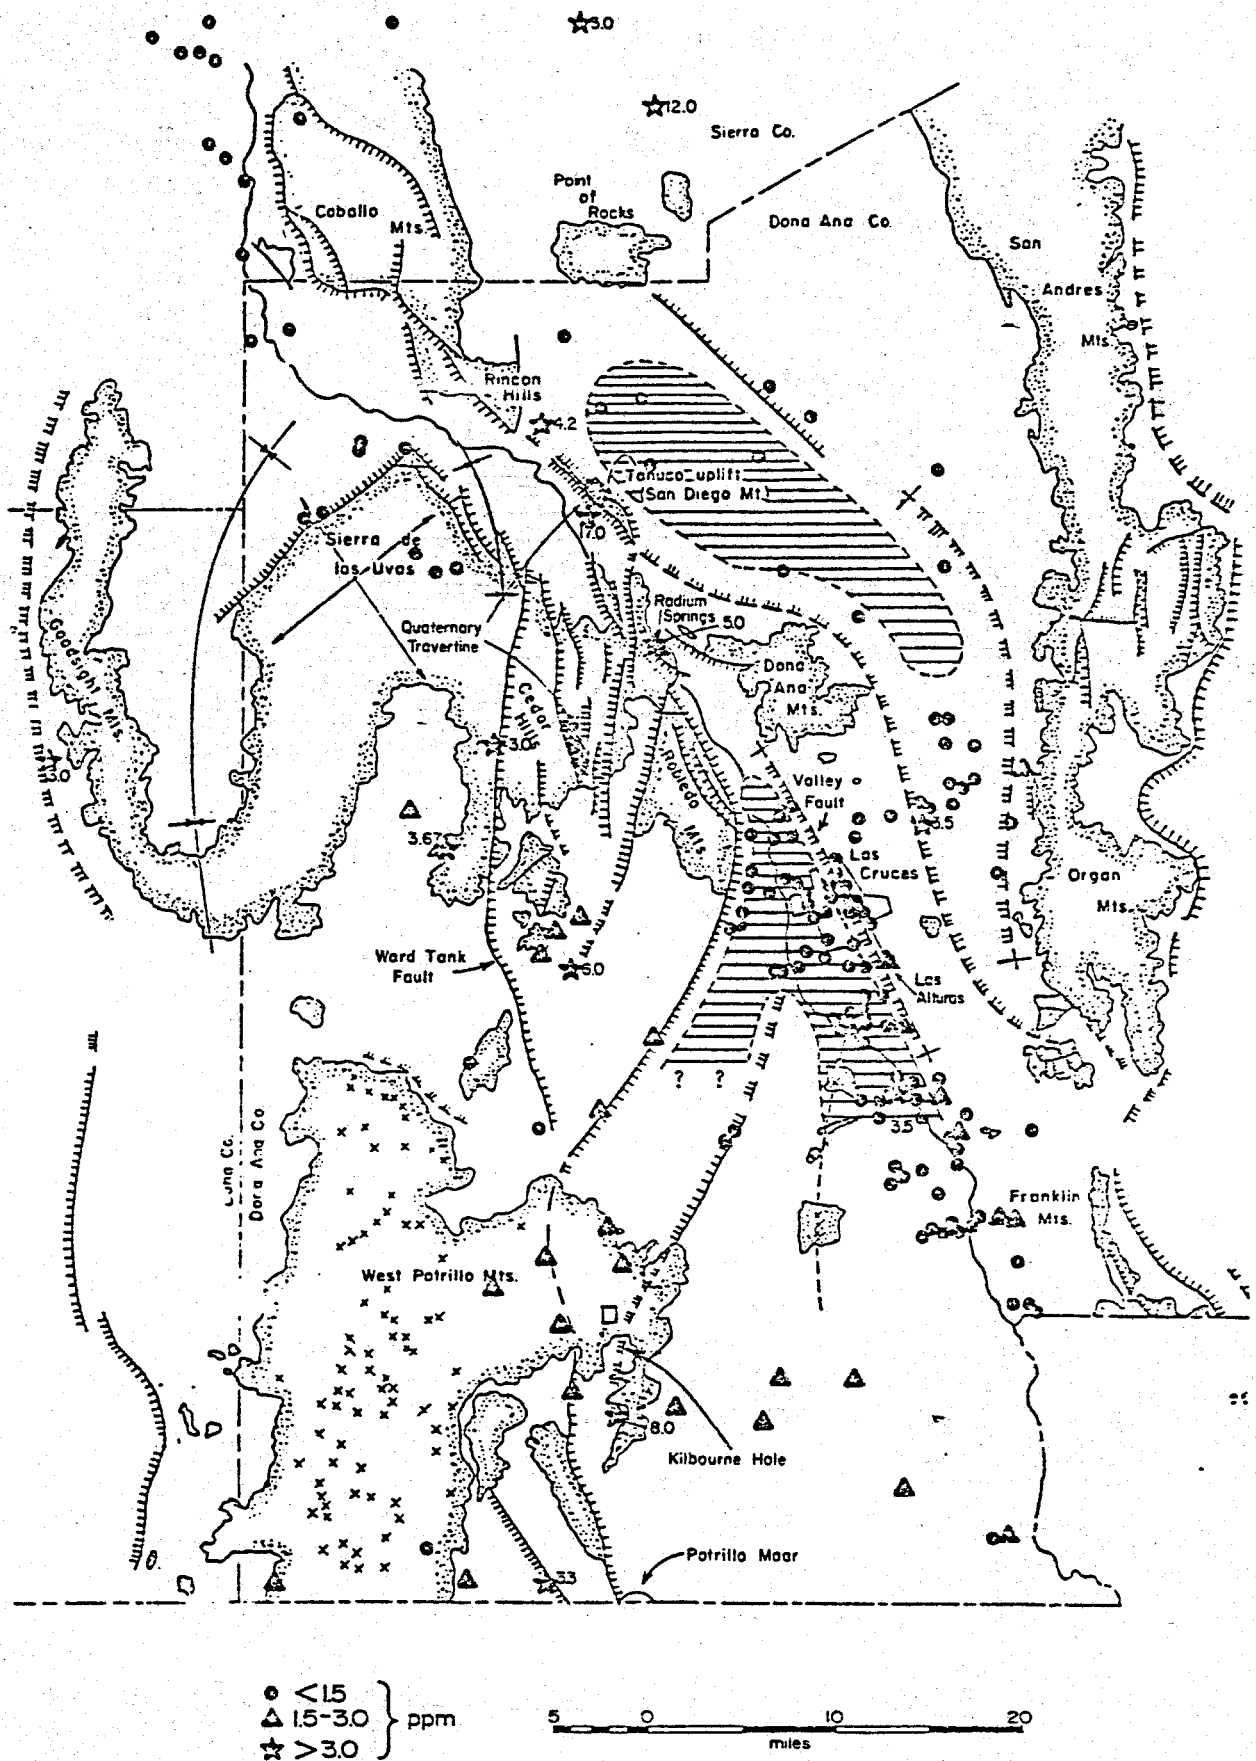 5.0
12.0
Sierra Co.
Point
of
Rocks
Dona Ana Co.
Caballo
Mts.
San
Andres
Mts.
Rincon
Hills
4.2
Tonuco uplift
(San Diego Mt.)
17.0
Sierra de
las Uvas
Radium
Springs
5.0
Quaternary
Travertine
Goodsight Mts.
Dona
Ana
Mts.
Cedar
Hills
3.0
Robledo
Mts.
Valley
Fault
3.5
3.67
Las
Cruces
Organ
Mts.
Ward Tank
Fault
6.0
Las
Alturas
? ?
3.5
Luna Co.
Dona Ana Co.
Franklin
Mts.
West Potrillo Mts.
8.0
Kilbourne Hole
Potrillo Maar
3.3
<1.5
1.5-3.0
>3.0
ppm
5 0 10 20
miles